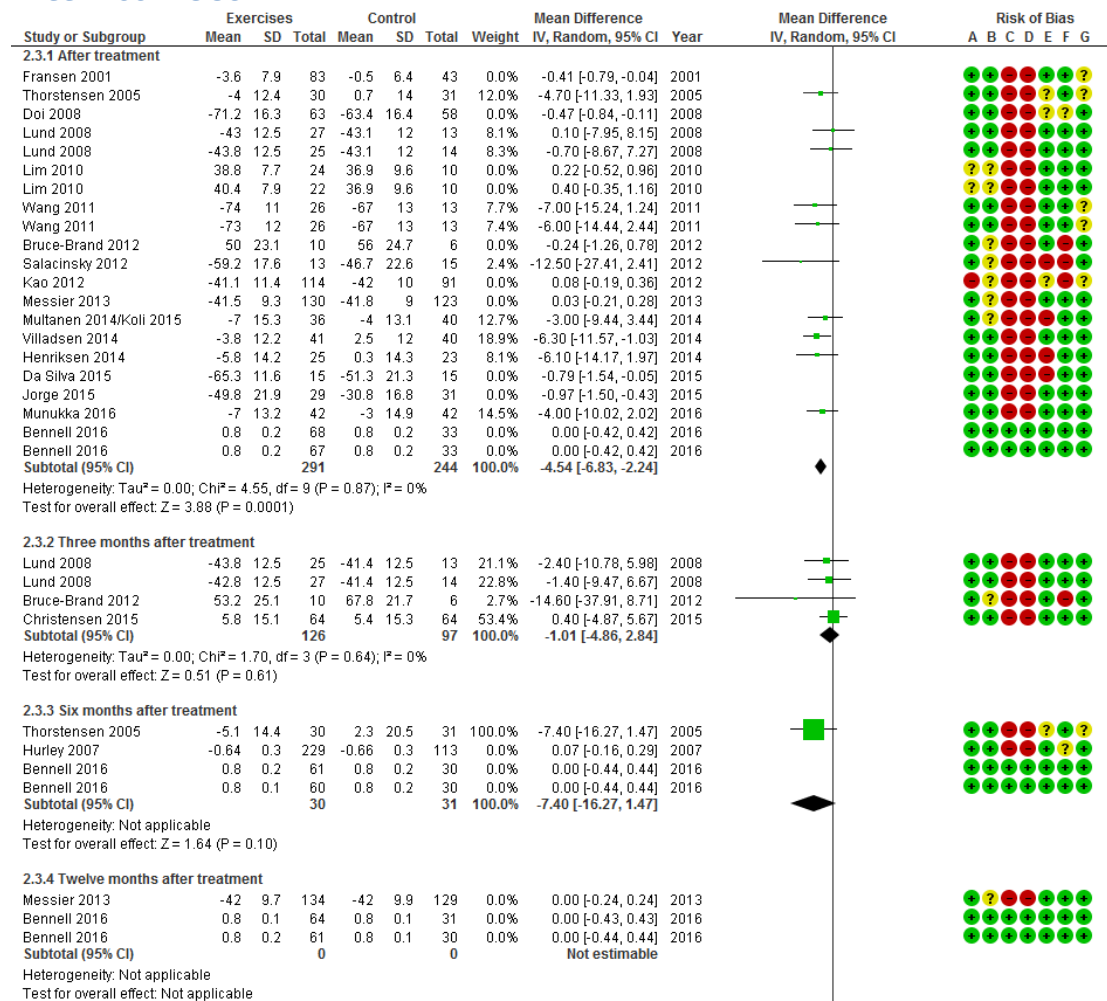 Exercises Control Mean Difference Mean Difference Risk of Bias
Study or Subgroup Mean SD Total Mean SD Total Weight IV, Random, 95% CI Year IV, Random, 95% CI A B C D E F G
2.3.1 After treatment
Fransen 2001 -3.6 7.9 83 -0.5 6.4 43 0.0% -0.41 [-0.79, -0.04] 2001 + + - - + + ?
Thorstensen 2005 -4 12.4 30 0.7 14 31 12.0% -4.70 [-11.33, 1.93] 2005 + + - - ? + ?
Doi 2008 -71.2 16.3 63 -63.4 16.4 58 0.0% -0.47 [-0.84, -0.11] 2008 + + - - ? ? +
Lund 2008 -43 12.5 27 -43.1 12 13 8.1% 0.10 [-7.95, 8.15] 2008 + + - - + + +
Lund 2008 -43.8 12.5 25 -43.1 12 14 8.3% -0.70 [-8.67, 7.27] 2008 + + - - + + +
Lim 2010 38.8 7.7 24 36.9 9.6 10 0.0% 0.22 [-0.52, 0.96] 2010 ? ? - - + + +
Lim 2010 40.4 7.9 22 36.9 9.6 10 0.0% 0.40 [-0.35, 1.16] 2010 ? ? - - + + +
Wang 2011 -74 11 26 -67 13 13 7.7% -7.00 [-15.24, 1.24] 2011 + + - - + + ?
Wang 2011 -73 12 26 -67 13 13 7.4% -6.00 [-14.44, 2.44] 2011 + + - - + + ?
Bruce-Brand 2012 50 23.1 10 56 24.7 6 0.0% -0.24 [-1.26, 0.78] 2012 + ? - - + - +
Salacinsky 2012 -59.2 17.6 13 -46.7 22.6 15 2.4% -12.50 [-27.41, 2.41] 2012 + ? - - - - +
Kao 2012 -41.1 11.4 114 -42 10 91 0.0% 0.08 [-0.19, 0.36] 2012 - ? - - ? - ?
Messier 2013 -41.5 9.3 130 -41.8 9 123 0.0% 0.03 [-0.21, 0.28] 2013 + ? - - + + +
Multanen 2014/Koli 2015 -7 15.3 36 -4 13.1 40 12.7% -3.00 [-9.44, 3.44] 2014 + ? - - - + +
Villadsen 2014 -3.8 12.2 41 2.5 12 40 18.9% -6.30 [-11.57, -1.03] 2014 + + - - + + +
Henriksen 2014 -5.8 14.2 25 0.3 14.3 23 8.1% -6.10 [-14.17, 1.97] 2014 + + - - - + +
Da Silva 2015 -65.3 11.6 15 -51.3 21.3 15 0.0% -0.79 [-1.54, -0.05] 2015 + + - - - + +
Jorge 2015 -49.8 21.9 29 -30.8 16.8 31 0.0% -0.97 [-1.50, -0.43] 2015 + + - - + + +
Munukka 2016 -7 13.2 42 -3 14.9 42 14.5% -4.00 [-10.02, 2.02] 2016 + + - - + + +
Bennell 2016 0.8 0.2 68 0.8 0.2 33 0.0% 0.00 [-0.42, 0.42] 2016 + + + + + + +
Bennell 2016 0.8 0.2 67 0.8 0.2 33 0.0% 0.00 [-0.42, 0.42] 2016 + + + + + + +
Subtotal (95% CI) 291 244 100.0% -4.54 [-6.83, -2.24]
Heterogeneity: Tau² = 0.00; Chi² = 4.55, df = 9 (P = 0.87); I² = 0%
Test for overall effect: Z = 3.88 (P = 0.0001)
2.3.2 Three months after treatment
Lund 2008 -43.8 12.5 25 -41.4 12.5 13 21.1% -2.40 [-10.78, 5.98] 2008 + + - - + + +
Lund 2008 -42.8 12.5 27 -41.4 12.5 14 22.8% -1.40 [-9.47, 6.67] 2008 + + - - + + +
Bruce-Brand 2012 53.2 25.1 10 67.8 21.7 6 2.7% -14.60 [-37.91, 8.71] 2012 + ? - - + - +
Christensen 2015 5.8 15.1 64 5.4 15.3 64 53.4% 0.40 [-4.87, 5.67] 2015 + + - - + + +
Subtotal (95% CI) 126 97 100.0% -1.01 [-4.86, 2.84]
Heterogeneity: Tau² = 0.00; Chi² = 1.70, df = 3 (P = 0.64); I² = 0%
Test for overall effect: Z = 0.51 (P = 0.61)
2.3.3 Six months after treatment
Thorstensen 2005 -5.1 14.4 30 2.3 20.5 31 100.0% -7.40 [-16.27, 1.47] 2005 + + - - ? + ?
Hurley 2007 -0.64 0.3 229 -0.66 0.3 113 0.0% 0.07 [-0.16, 0.29] 2007 + + - - + ? +
Bennell 2016 0.8 0.2 61 0.8 0.2 30 0.0% 0.00 [-0.44, 0.44] 2016 + + + + + + +
Bennell 2016 0.8 0.1 60 0.8 0.2 30 0.0% 0.00 [-0.44, 0.44] 2016 + + + + + + +
Subtotal (95% CI) 30 31 100.0% -7.40 [-16.27, 1.47]
Heterogeneity: Not applicable
Test for overall effect: Z = 1.64 (P = 0.10)
2.3.4 Twelve months after treatment
Messier 2013 -42 9.7 134 -42 9.9 129 0.0% 0.00 [-0.24, 0.24] 2013 + ? - - + + +
Bennell 2016 0.8 0.1 64 0.8 0.1 31 0.0% 0.00 [-0.43, 0.43] 2016 + + + + + + +
Bennell 2016 0.8 0.2 61 0.8 0.1 30 0.0% 0.00 [-0.44, 0.44] 2016 + + + + + + +
Subtotal (95% CI) 0 0 Not estimable
Heterogeneity: Not applicable
Test for overall effect: Not applicable